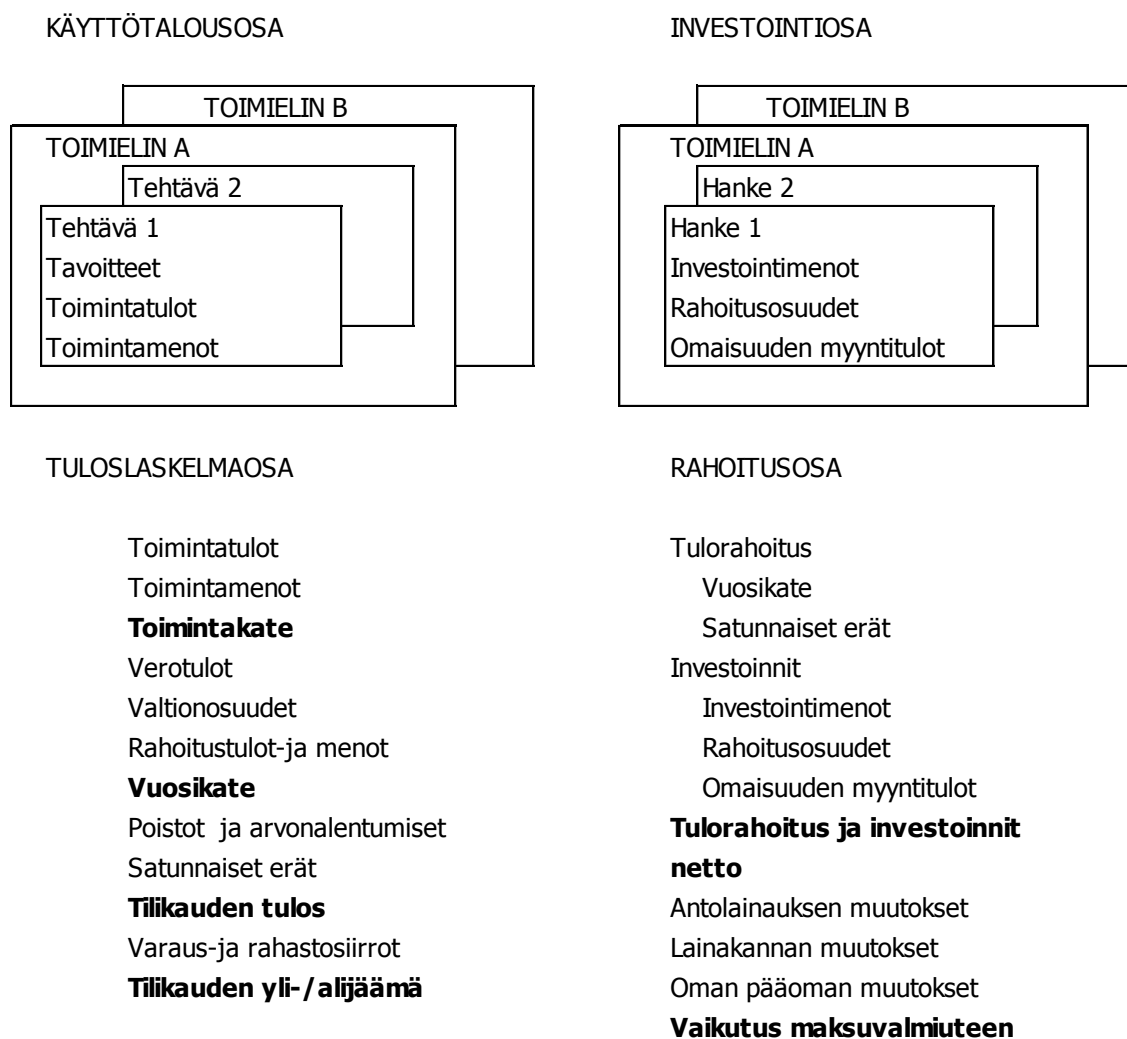 KÄYTTÖTALOUSOSA
TOIMIELIN B
TOIMIELIN A
Tehtävä 2
Tehtävä 1
Tavoitteet
Toimintatulot
Toimintamenot
INVESTOINTIOSA
TOIMIELIN B
TOIMIELIN A
Hanke 2
Hanke 1
Investointimenot
Rahoitusosuudet
Omaisuuden myyntitulot
TULOSLASKELMAOSA
Toimintatulot
Toimintamenot
Toimintakate
Verotulot
Valtionosuudet
Rahoitustulot-ja menot
Vuosikate
Poistot ja arvonalentumiset
Satunnaiset erät
Tilikauden tulos
Varaus-ja rahastosiirrot
Tilikauden yli-/alijäämä
RAHOITUSOSA
Tulorahoitus
Vuosikate
Satunnaiset erät
Investoinnit
Investointimenot
Rahoitusosuudet
Omaisuuden myyntitulot
Tulorahoitus ja investoinnit
netto
Antolainauksen muutokset
Lainakannan muutokset
Oman pääoman muutokset
Vaikutus maksuvalmiuteen